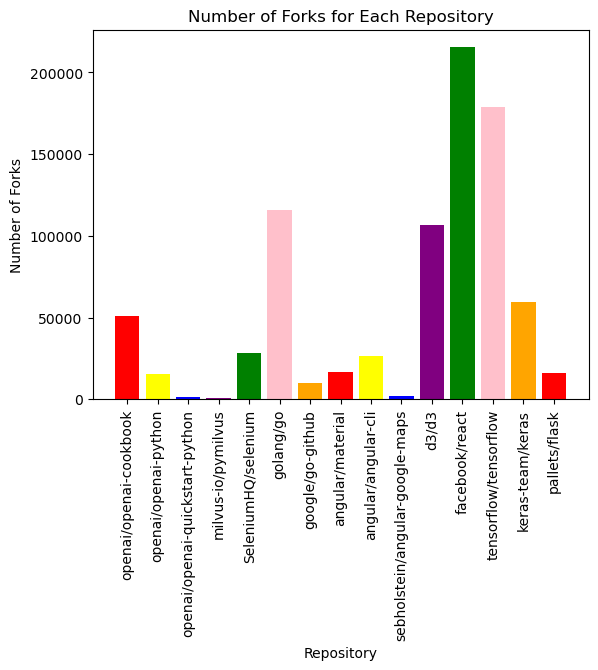 Number of Forks for Each Repository
Number of Forks
200000
150000
100000
50000
0
openai/openai-cookbook
openai/openai-python
openai/openai-quickstart-python
milvus-io/pymilvus
SeleniumHQ/selenium
golang/go
google/go-github
angular/material
angular/angular-cli
sebholstein/angular-google-maps
d3/d3
facebook/react
tensorflow/tensorflow
keras-team/keras
pallets/flask
Repository